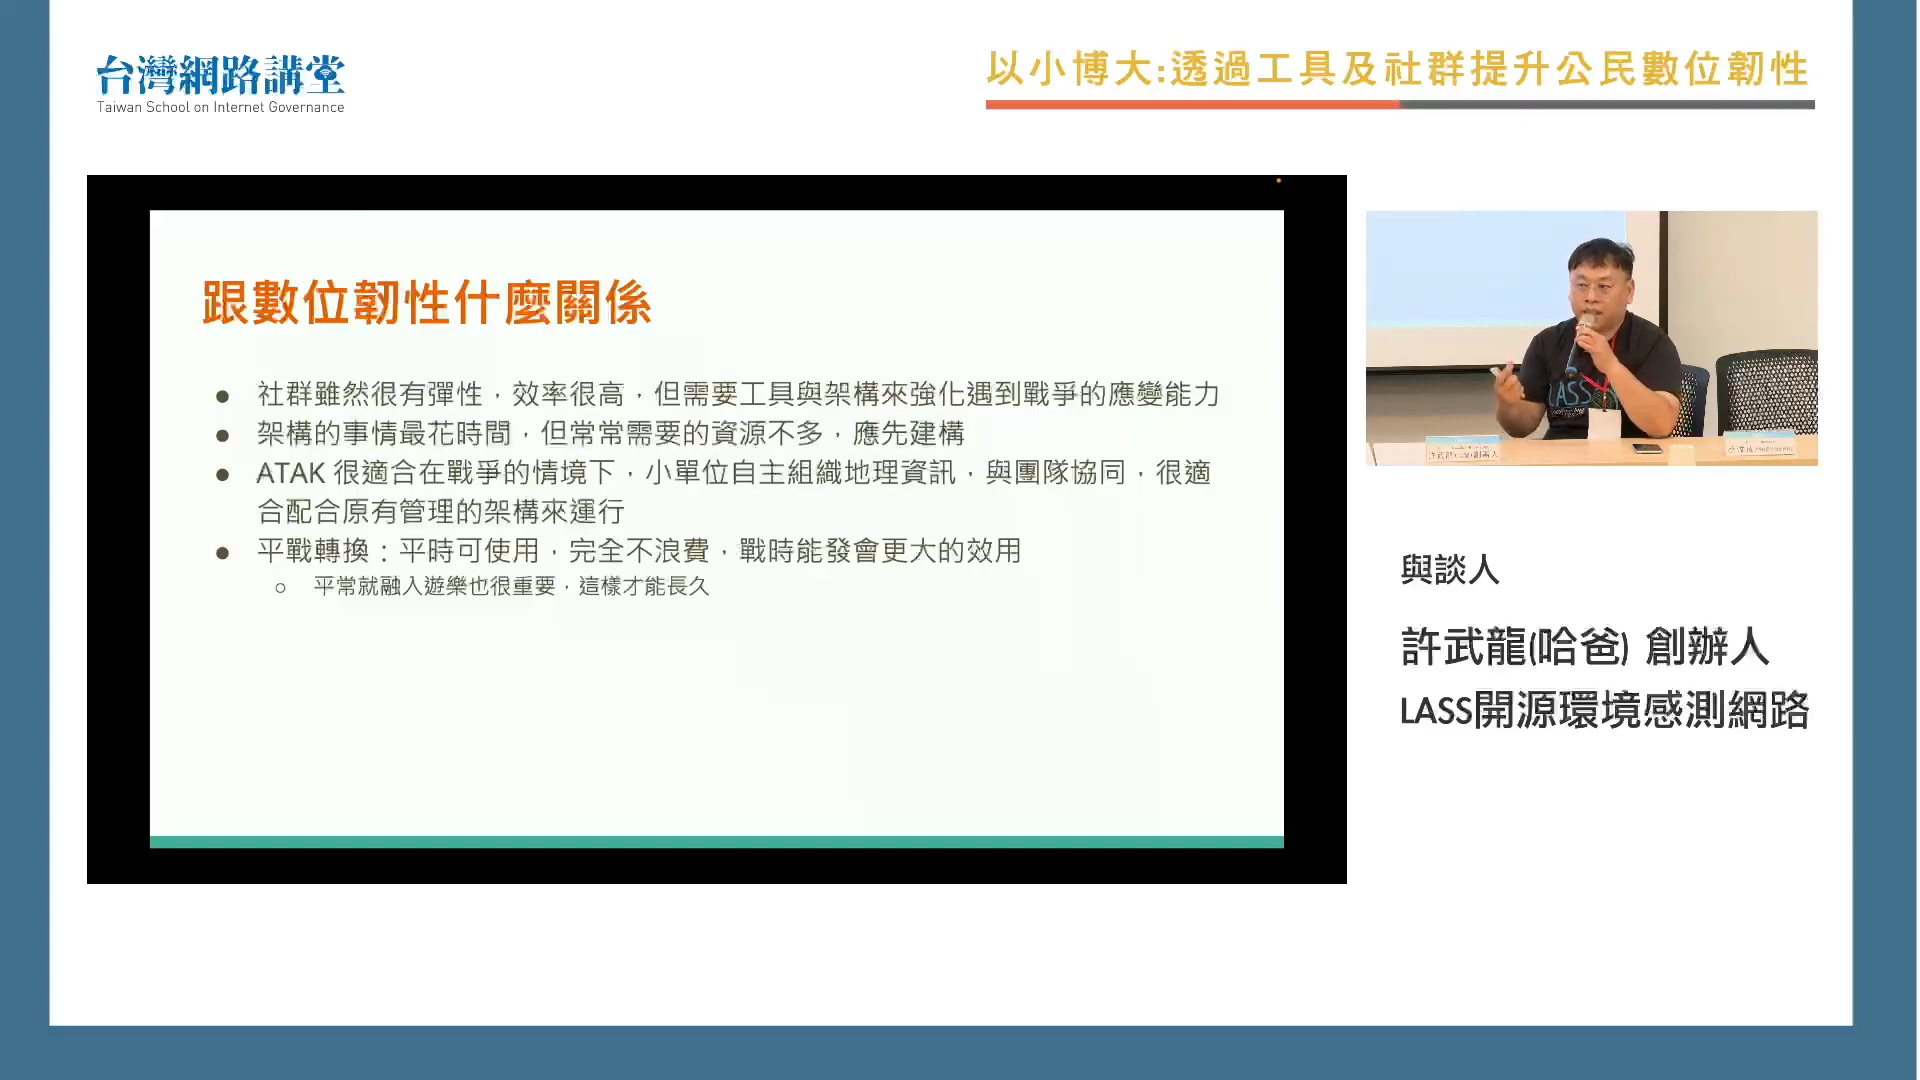 台灣網路講堂
Taiwan School on Internet Governance
以小博大:透過工具及社群提升公民數位韌性
跟數位韌性什麼關係
● 社群雖然很有彈性，效率很高，但需要工具與架構來強化遇到戰爭的應變能力
● 架構的事情最花時間，但常常需要的資源不多，應先建構
● ATAK 很適合在戰爭的情境下，小單位自主組織地理資訊，與團隊協同，很適
合配合原有管理的架構來運行
● 平戰轉換：平時可使用，完全不浪費，戰時能發會更大的效用
○ 平常就融入遊樂也很重要，這樣才能長久
LASS
與談人
許武龍(哈爸) 創辦人
LASS開源環境感測網路